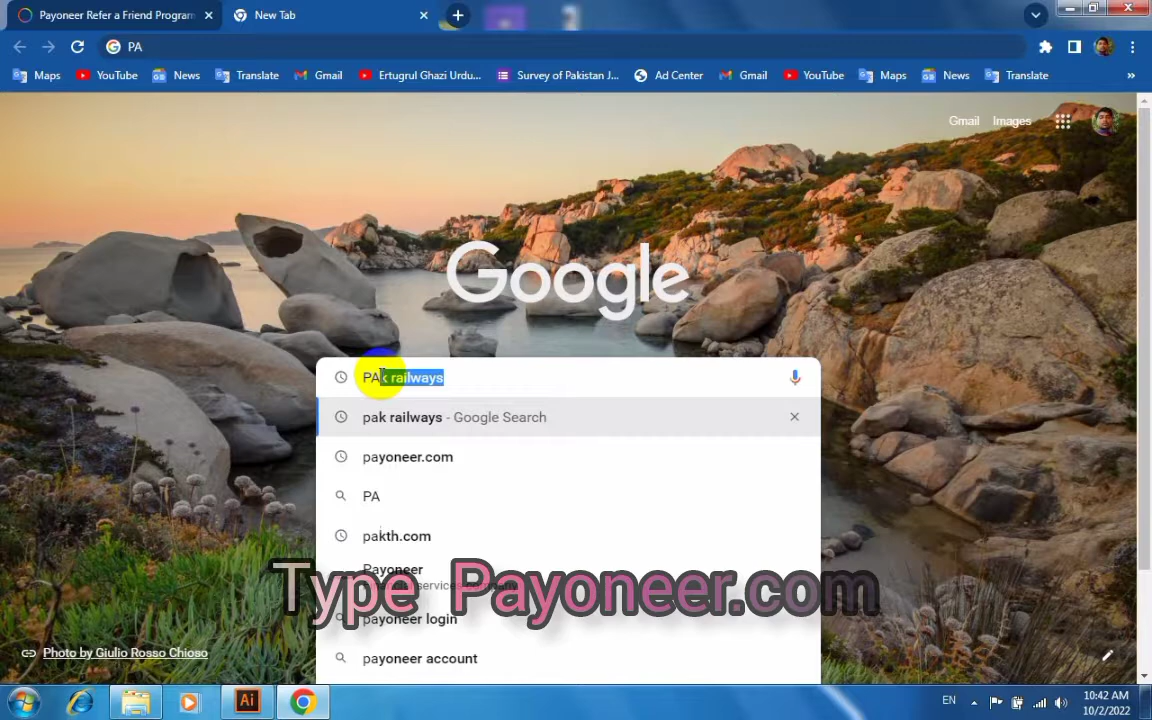 Payoneer Refer a Friend Program
New Tab
PA
Maps
YouTube
News
Translate
Gmail
Ertugrul Ghazi Urdu...
Survey of Pakistan J...
Ad Center
Gmail
YouTube
Maps
News
Translate
»
Gmail
Images
Google
PAk railways
pak railways - Google Search
payoneer.com
PA
pakth.com
Payoneer
services company
payoneer login
payoneer account
Type Payoneer.com
Photo by Giulio Rosso Chioso
Ai
EN
10:42 AM
10/2/2022